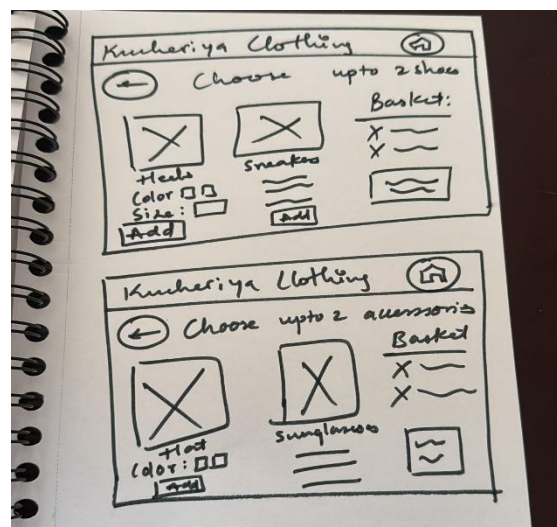 Kucheriya Clothing
Choose upto 2 shoes
Basket:
Heels
Color
Size:
Add
Sneakers
Add
Kucheriya Clothing
Choose upto 2 accessories
Basket
Hat
Color:
Add
Sunglasses